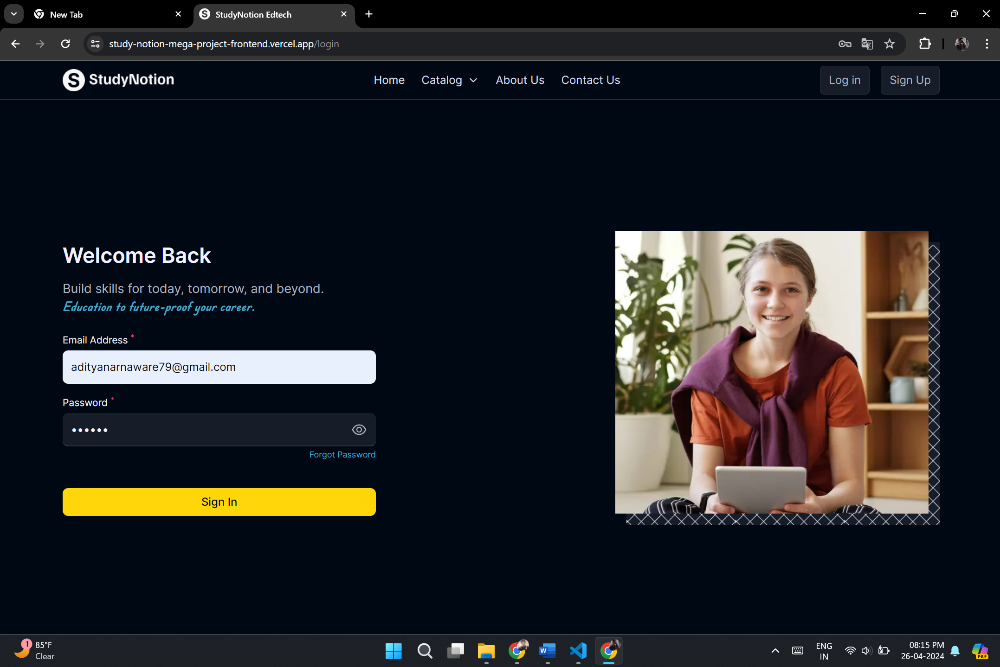 New Tab
StudyNotion Edtech
study-notion-mega-project-frontend.vercel.app/login
S StudyNotion
Home
Catalog
About Us
Contact Us
Log in
Sign Up
Welcome Back
Build skills for today, tomorrow, and beyond.
Education to future-proof your career.
Email Address *
adityanarnaware79@gmail.com
Password *
••••••
Forgot Password
Sign In
1
85°F
Clear
W
ENG
IN
08:15 PM
26-04-2024
PRE